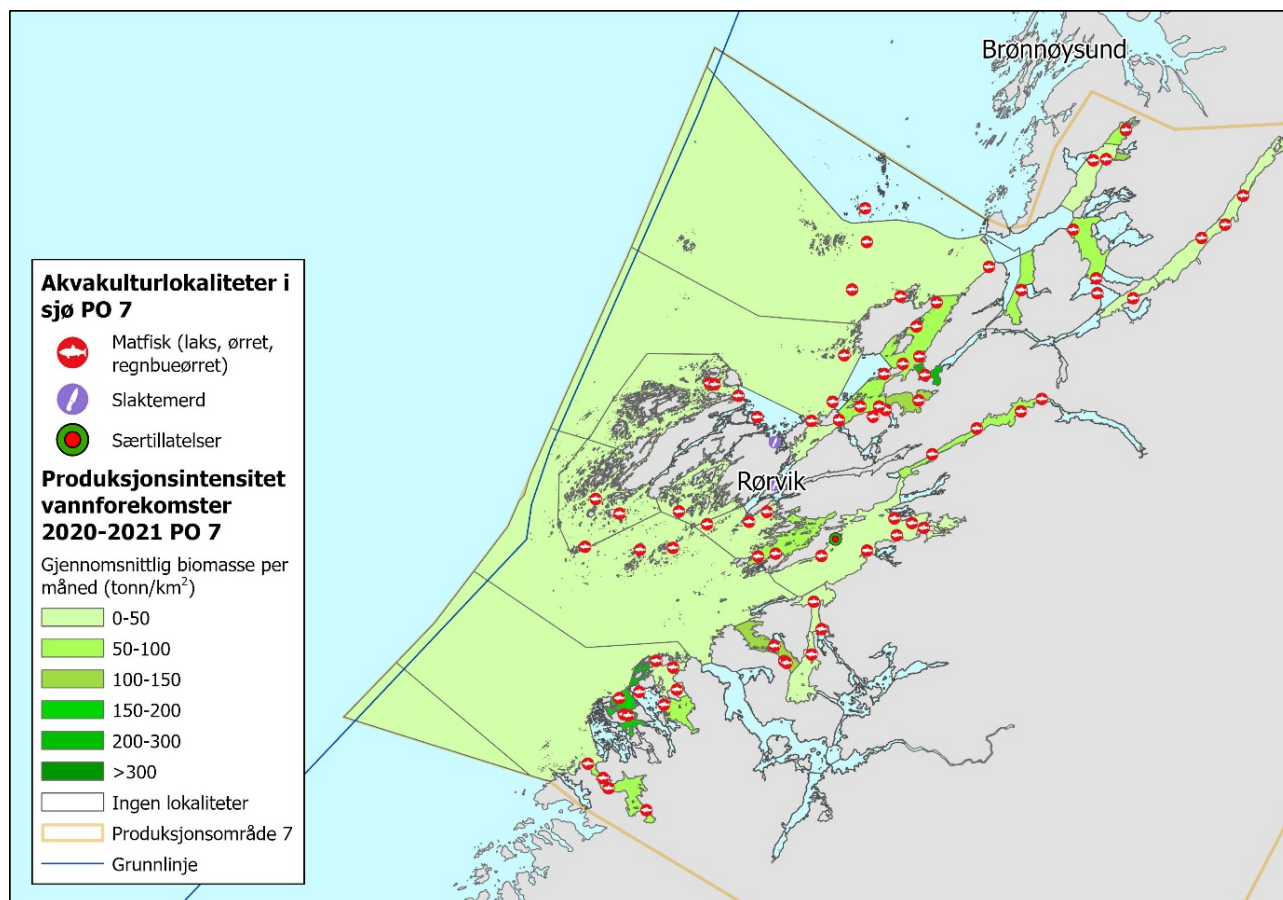 Brønnøysund
Rørvik
Akvakulturlokaliteter i
sjø PO 7
Matfisk (laks, ørret,
regnbueørret)
Slaktemerd
Særtillatelser
Produksjonsintensitet
vannforekomster
2020-2021 PO 7
Gjennomsnittlig biomasse per
måned (tonn/km²)
0-50
50-100
100-150
150-200
200-300
>300
Ingen lokaliteter
Produksjonsområde 7
Grunnlinje